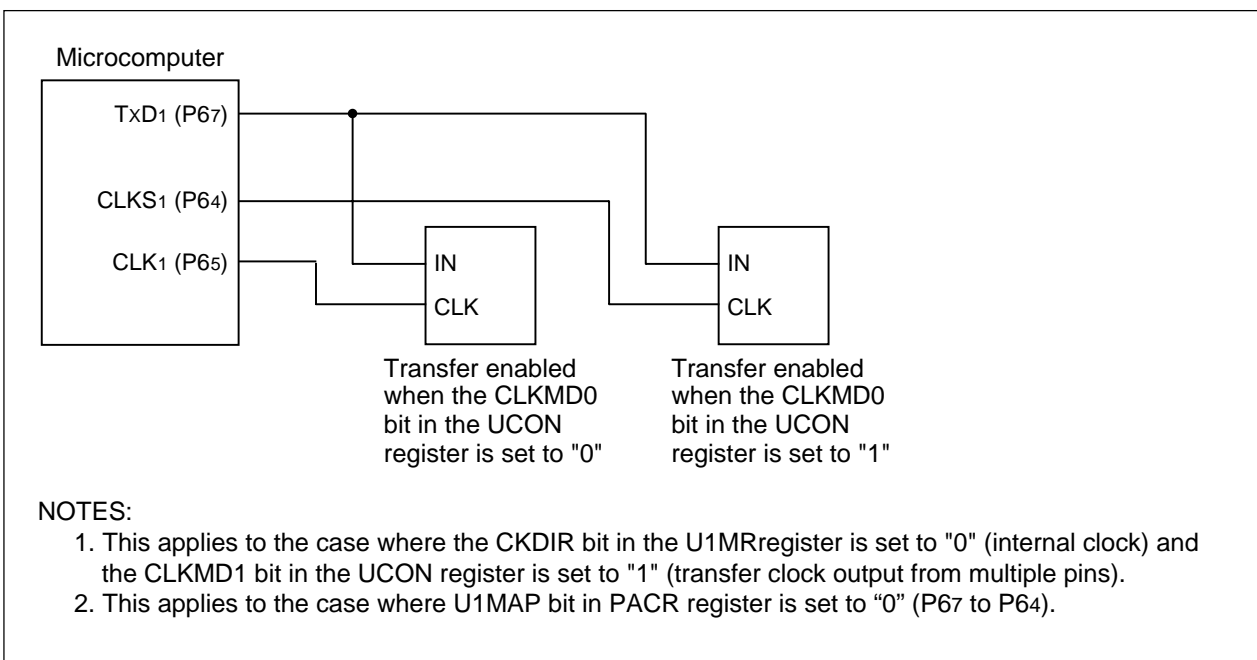 Microcomputer
TxD1 (P67)
CLKS1 (P64)
CLK1 (P65)
IN
CLK
IN
CLK
Transfer enabled
when the CLKMD0
bit in the UCON
register is set to "0"
Transfer enabled
when the CLKMD0
bit in the UCON
register is set to "1"
NOTES:
1. This applies to the case where the CKDIR bit in the U1MRregister is set to "0" (internal clock) and
the CLKMD1 bit in the UCON register is set to "1" (transfer clock output from multiple pins).
2. This applies to the case where U1MAP bit in PACR register is set to “0” (P67 to P64).